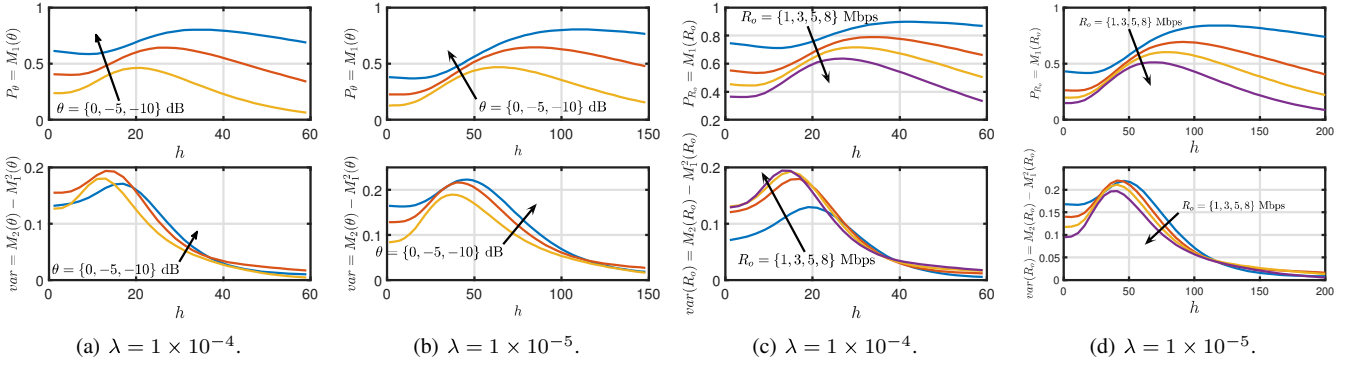 P_θ = M_1(θ)
1
0.5
0
0 20 40 60
h
θ = {0, −5, −10} dB
var = M_2(θ) − M_1^2(θ)
0.2
0.1
0
0 20 40 60
h
θ = {0, −5, −10} dB
(a) λ = 1 × 10^{-4}.
P_θ = M_1(θ)
1
0.5
0
0 50 100 150
h
θ = {0, −5, −10} dB
var = M_2(θ) − M_1^2(θ)
0.2
0.1
0
0 50 100 150
h
θ = {0, −5, −10} dB
(b) λ = 1 × 10^{-5}.
P_{R_o} = M_1(R_o)
1
0.8
0.6
0.4
0.2
0 20 40 60
h
R_o = {1, 3, 5, 8} Mbps
var(R_o) = M_2(R_o) − M_1^2(R_o)
0.2
0.1
0
0 20 40 60
h
R_o = {1, 3, 5, 8} Mbps
(c) λ = 1 × 10^{-4}.
P_{R_o} = M_1(R_o)
1
0.5
0
0 50 100 150 200
h
R_o = {1, 3, 5, 8} Mbps
var(R_o) = M_2(R_o) − M_1^2(R_o)
0.2
0.15
0.1
0.05
0
0 50 100 150 200
h
R_o = {1, 3, 5, 8} Mbps
(d) λ = 1 × 10^{-5}.